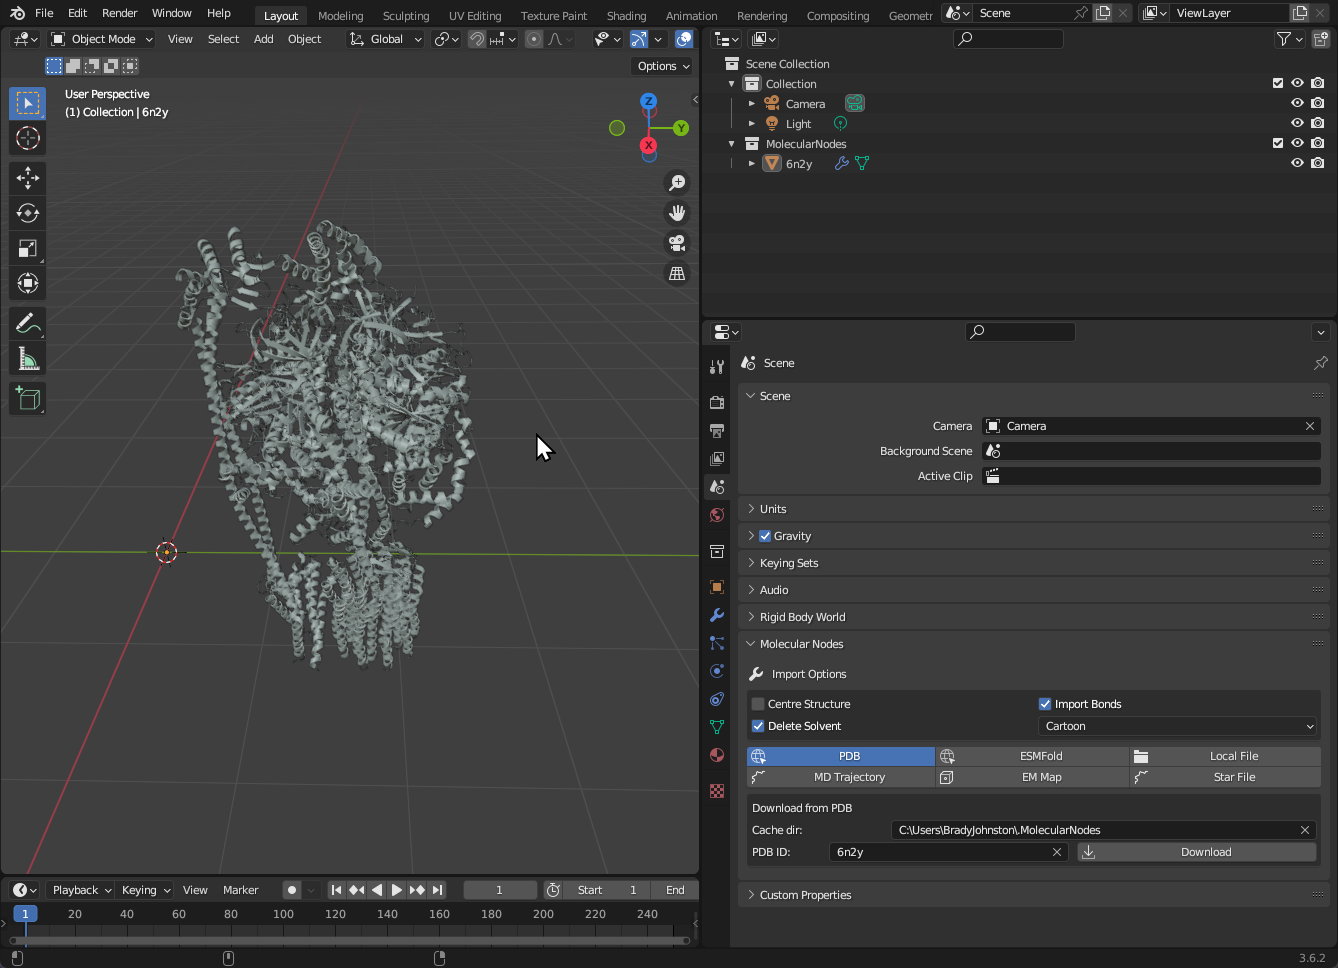 File Edit Render Window Help Layout Modeling Sculpting UV Editing Texture Paint Shading Animation Rendering Compositing Geometr Scene ViewLayer
Object Mode View Select Add Object Global
Options
User Perspective
(1) Collection | 6n2y
Z
Y
X
Scene Collection
Collection
Camera
Light
MolecularNodes
6n2y
Scene
Scene
Camera Camera
Background Scene
Active Clip
Units
Gravity
Keying Sets
Audio
Rigid Body World
Molecular Nodes
Import Options
Centre Structure Import Bonds
Delete Solvent Cartoon
PDB ESMFold Local File
MD Trajectory EM Map Star File
Download from PDB
Cache dir: C:\Users\BradyJohnston\.MolecularNodes
PDB ID: 6n2y Download
Custom Properties
Playback Keying View Marker 1 Start 1 End
1 20 40 60 80 100 120 140 160 180 200 220 240
3.6.2